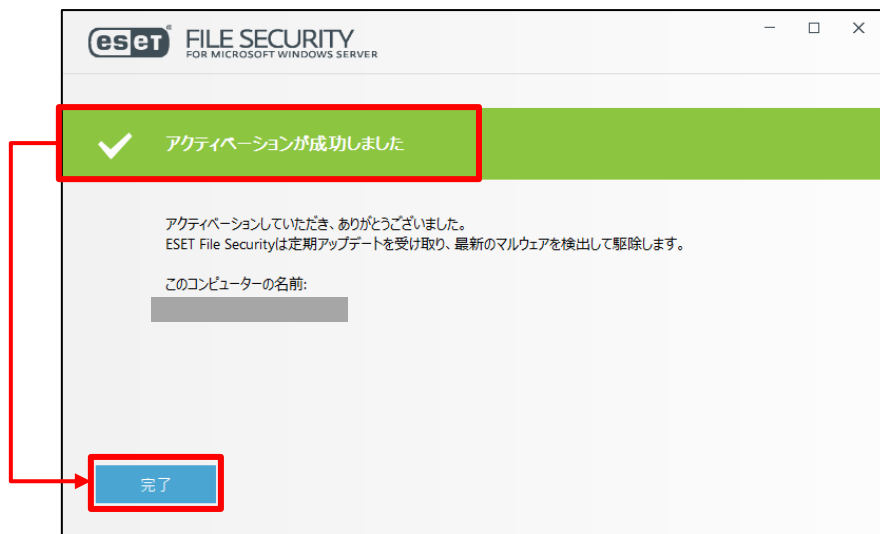 eset FILE SECURITY
FOR MICROSOFT WINDOWS SERVER
アクティベーションが成功しました
アクティベーションしていただき、ありがとうございました。
ESET File Securityは定期アップデートを受け取り、最新のマルウェアを検出して駆除します。
このコンピューターの名前:
完了